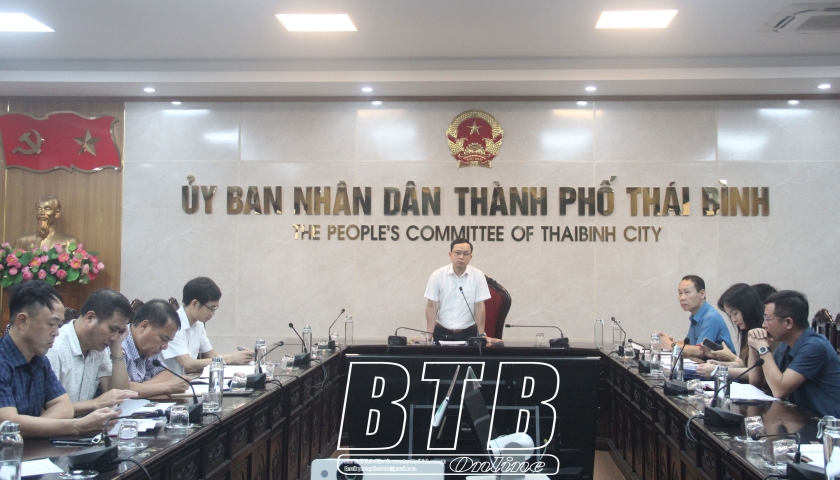 ỦY BAN NHÂN DÂN THÀNH PHỐ THÁI BÌNH
THE PEOPLE'S COMMITTEE OF THAIBINH CITY
BTB
Online